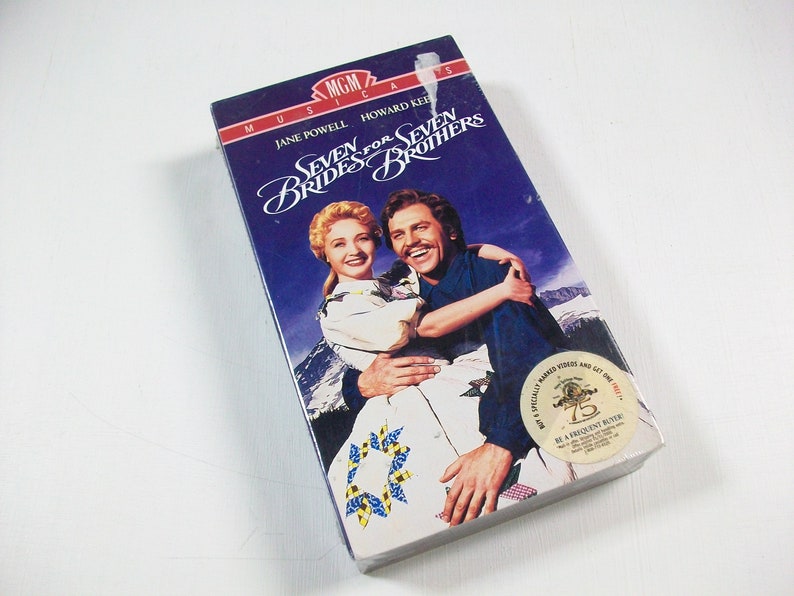 MGM
MUSICALS
JANE POWELL HOWARD KEEL
SEVEN BRIDES FOR SEVEN BROTHERS
BUY 6 SPECIALLY MARKED VIDEOS AND GET ONE FREE!*
75
BE A FREQUENT BUYER!